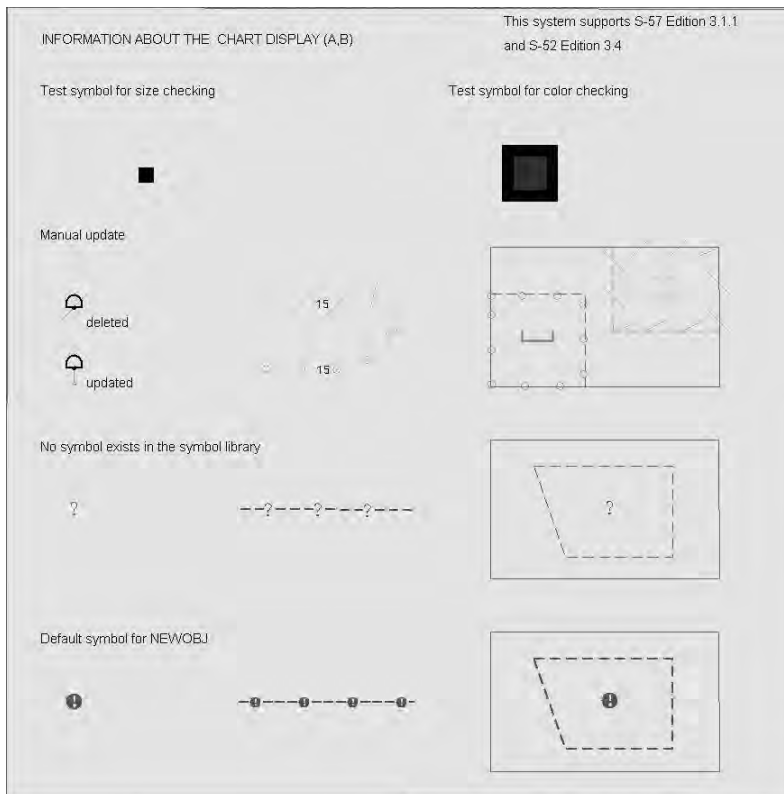 This system supports S-57 Edition 3.1.1
INFORMATION ABOUT THE CHART DISPLAY (A,B)
and S-52 Edition 3.4
Test symbol for size checking
Test symbol for color checking
Manual update
15
deleted
15
updated
No symbol exists in the symbol library
?
? ? ?
?
Default symbol for NEWOBJ
!
! ! ! !
!